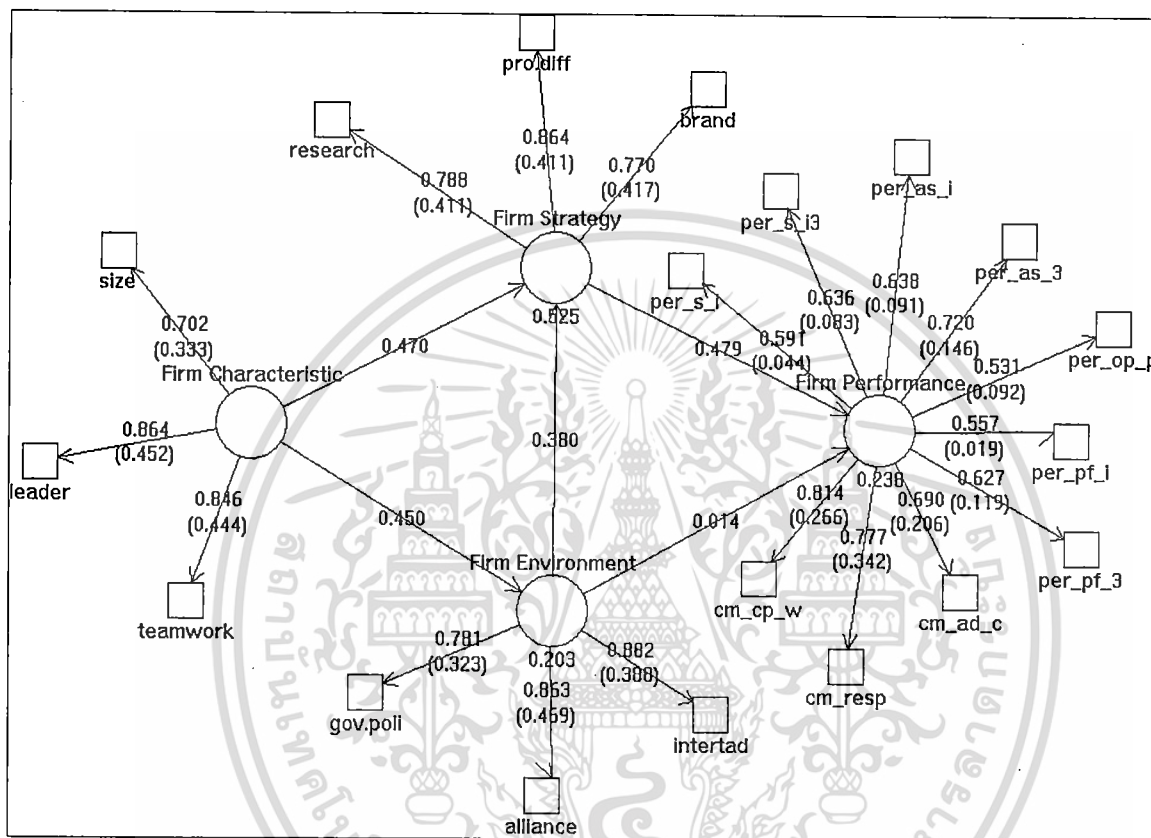 pro.diff
brand
research
0.864
(0.411)
0.770
(0.417)
0.788
(0.411)
Firm Strategy
per_as_i
per_s_i3
per_as_3
per_s_i
size
0.525
0.638
(0.091)
0.636
(0.083)
0.720
(0.146)
per_op_p
0.702
(0.333)
Firm Characteristic
0.470
0.479
0.591
(0.044)
Firm Performance
0.531
(0.092)
0.557
(0.019)
per_pf_i
0.864
(0.452)
leader
0.380
0.238
0.627
(0.119)
per_pf_3
0.846
(0.444)
0.450
0.014
0.814
(0.266)
0.690
(0.206)
0.777
(0.342)
Firm Environment
teamwork
cm_cp_w
cm_ad_c
cm_resp
0.781
(0.323)
0.203
0.882
(0.388)
gov.poli
0.863
(0.469)
intertad
alliance